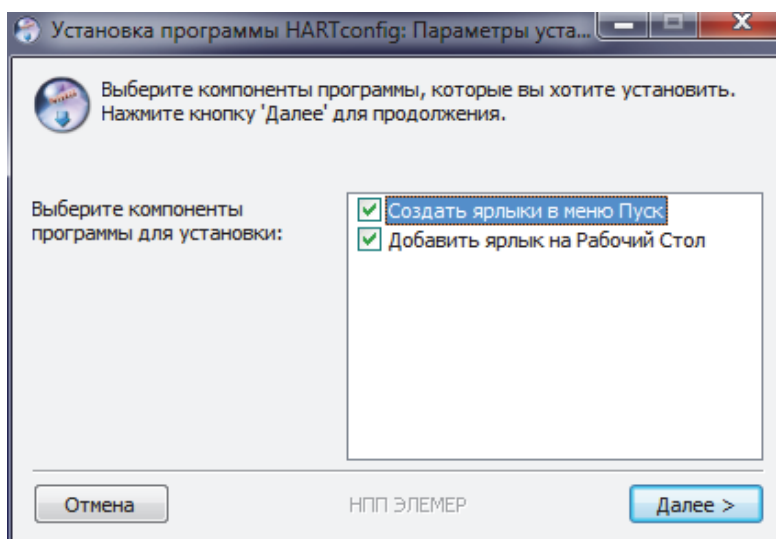 Установка программы HARTconfig: Параметры уста...
Выберите компоненты программы, которые вы хотите установить.
Нажмите кнопку 'Далее' для продолжения.
Выберите компоненты
программы для установки:
Создать ярлыки в меню Пуск
Добавить ярлык на Рабочий Стол
Отмена
НПП ЭЛЕМЕР
Далее >